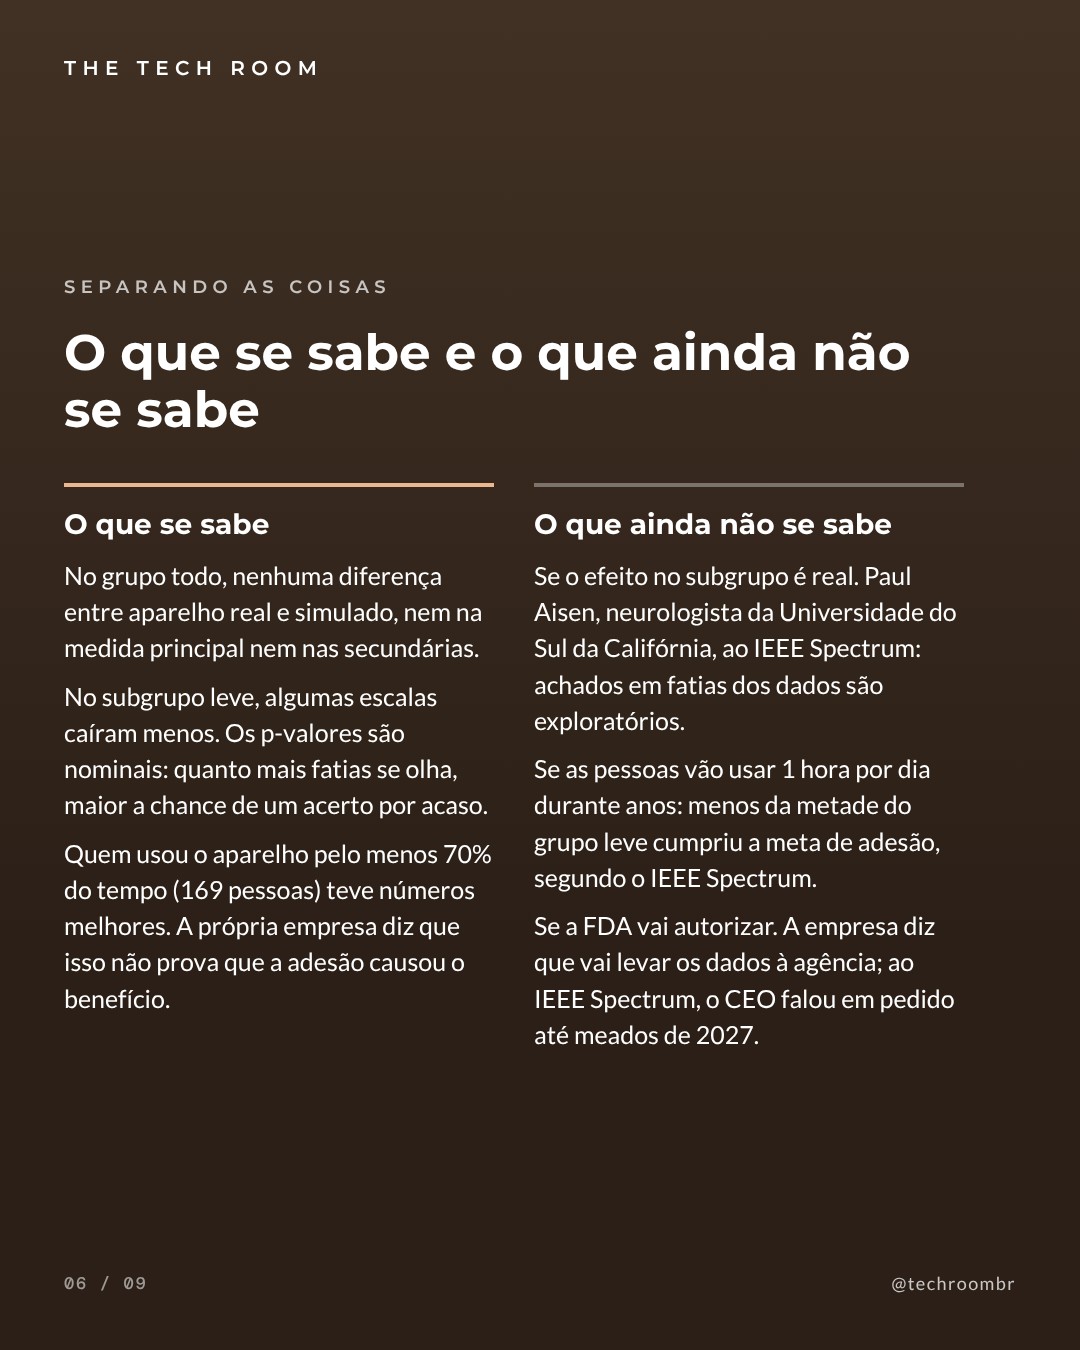 THE TECH ROOM
SEPARANDO AS COISAS
O que se sabe e o que ainda não
se sabe
O que se sabe
No grupo todo, nenhuma diferença
entre aparelho real e simulado, nem na
medida principal nem nas secundárias.
No subgrupo leve, algumas escalas
caíram menos. Os p-valores são
nominais: quanto mais fatias se olha,
maior a chance de um acerto por acaso.
Quem usou o aparelho pelo menos 70%
do tempo (169 pessoas) teve números
melhores. A própria empresa diz que
isso não prova que a adesão causou o
benefício.
O que ainda não se sabe
Se o efeito no subgrupo é real. Paul
Aisen, neurologista da Universidade do
Sul da Califórnia, ao IEEE Spectrum:
achados em fatias dos dados são
exploratórios.
Se as pessoas vão usar 1 hora por dia
durante anos: menos da metade do
grupo leve cumpriu a meta de adesão,
segundo o IEEE Spectrum.
Se a FDA vai autorizar. A empresa diz
que vai levar os dados à agência; ao
IEEE Spectrum, o CEO falou em pedido
até meados de 2027.
06 / 09
@techroombr